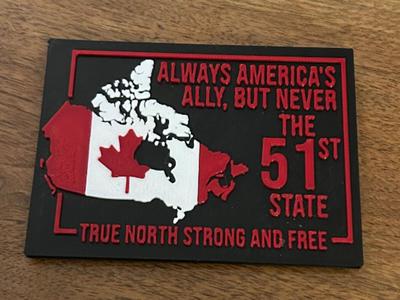 ALWAYS AMERICA'S
ALLY, BUT NEVER
THE
51ST
STATE
TRUE NORTH STRONG AND FREE